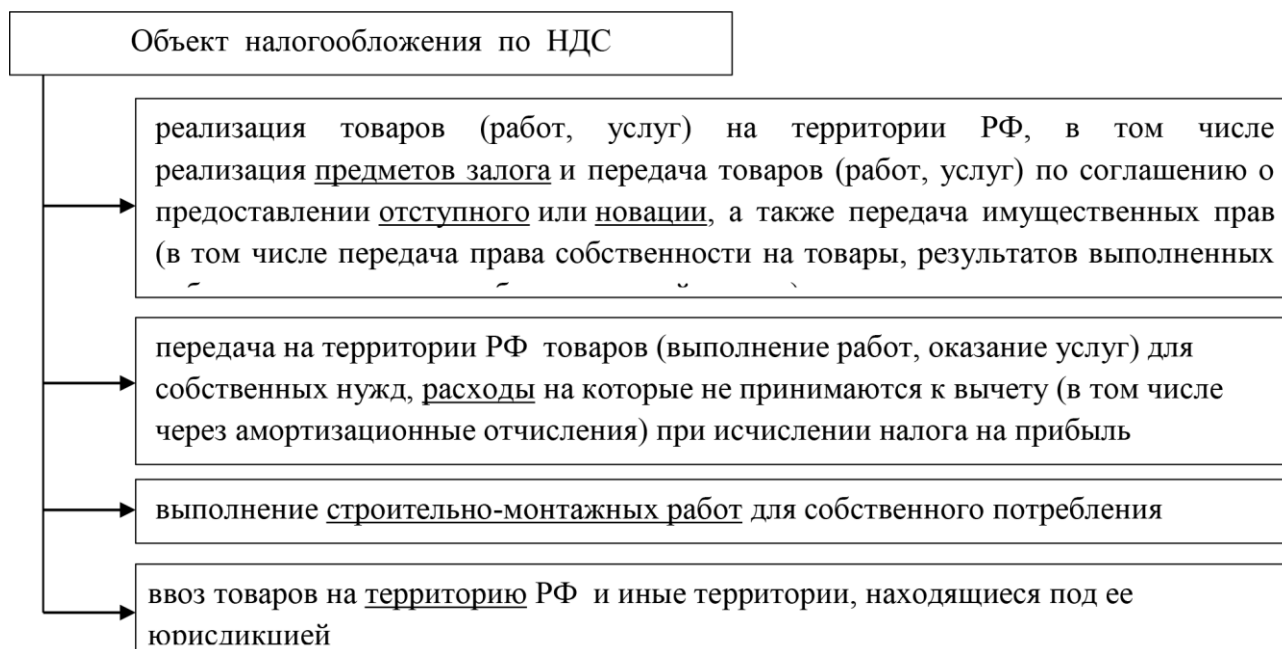 Объект налогообложения по НДС
реализация товаров (работ, услуг) на территории РФ, в том числе
реализация предметов залога и передача товаров (работ, услуг) по соглашению о
предоставлении отступного или новации, а также передача имущественных прав
(в том числе передача права собственности на товары, результатов выполненных
передача на территории РФ товаров (выполнение работ, оказание услуг) для
собственных нужд, расходы на которые не принимаются к вычету (в том числе
через амортизационные отчисления) при исчислении налога на прибыль
выполнение строительно-монтажных работ для собственного потребления
ввоз товаров на территорию РФ и иные территории, находящиеся под ее
юрисдикцией